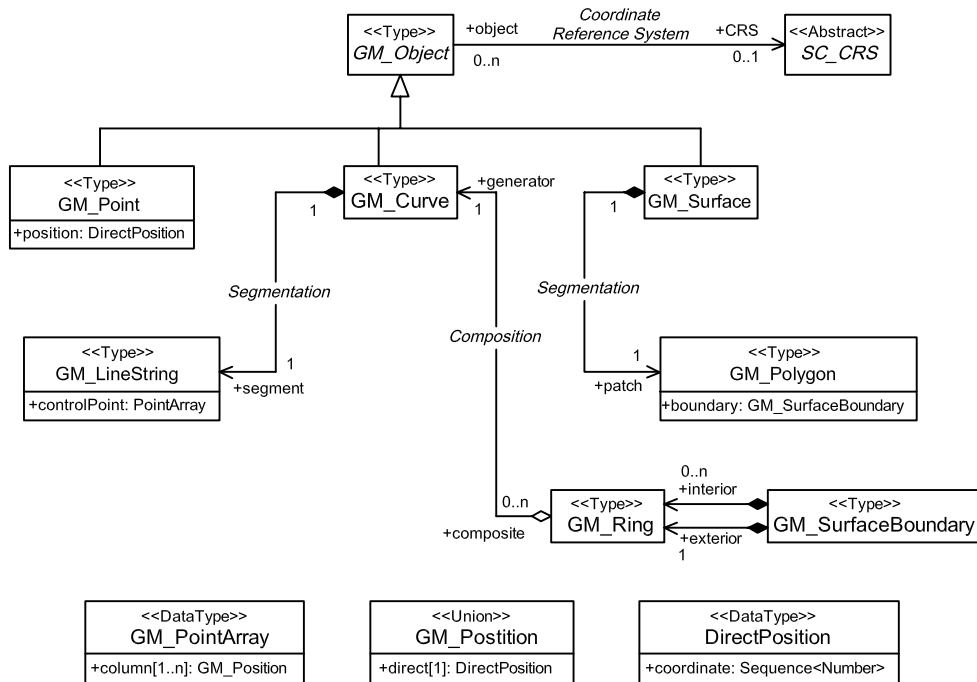 <<Type>>
GM_Object
+object
0..n
Coordinate
Reference System
+CRS
0..1
<<Abstract>>
SC_CRS
<<Type>>
GM_Point
+position: DirectPosition
1
<<Type>>
GM_Curve
+generator
1
1
<<Type>>
GM_Surface
Segmentation
Segmentation
Composition
<<Type>>
GM_LineString
+controlPoint: PointArray
1
+segment
1
+patch
<<Type>>
GM_Polygon
+boundary: GM_SurfaceBoundary
0..n
+composite
<<Type>>
GM_Ring
0..n
+interior
+exterior
1
<<Type>>
GM_SurfaceBoundary
<<DataType>>
GM_PointArray
+column[1..n]: GM_Position
<<Union>>
GM_Postition
+direct[1]: DirectPosition
<<DataType>>
DirectPosition
+coordinate: Sequence<Number>